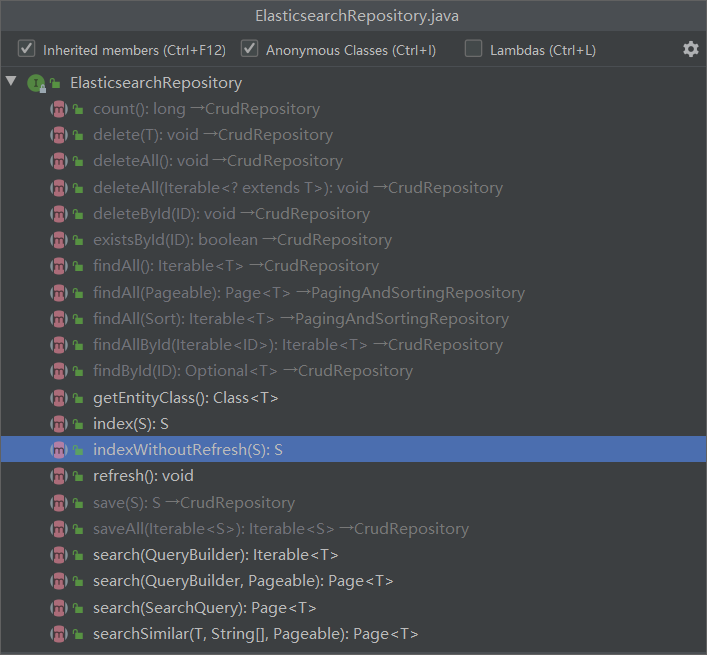 ElasticsearchRepository.java
Inherited members (Ctrl+F12) Anonymous Classes (Ctrl+I) Lambdas (Ctrl+L)
I ElasticsearchRepository
m count(): long →CrudRepository
m delete(T): void →CrudRepository
m deleteAll(): void →CrudRepository
m deleteAll(Iterable<? extends T>): void →CrudRepository
m deleteById(ID): void →CrudRepository
m existsById(ID): boolean →CrudRepository
m findAll(): Iterable<T> →CrudRepository
m findAll(Pageable): Page<T> →PagingAndSortingRepository
m findAll(Sort): Iterable<T> →PagingAndSortingRepository
m findAllById(Iterable<ID>): Iterable<T> →CrudRepository
m findById(ID): Optional<T> →CrudRepository
m getEntityClass(): Class<T>
m index(S): S
m indexWithoutRefresh(S): S
m refresh(): void
m save(S): S →CrudRepository
m saveAll(Iterable<S>): Iterable<S> →CrudRepository
m search(QueryBuilder): Iterable<T>
m search(QueryBuilder, Pageable): Page<T>
m search(SearchQuery): Page<T>
m searchSimilar(T, String[], Pageable): Page<T>